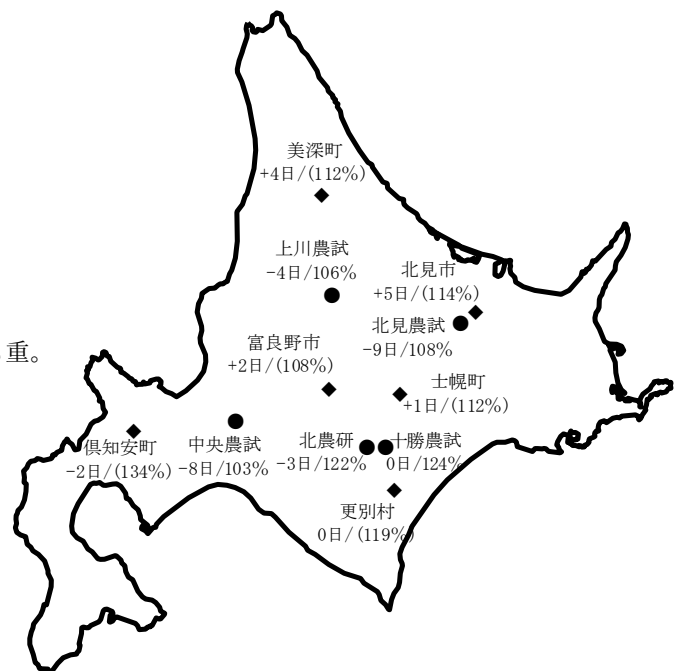 美深町
+4日/(112%)
上川農試
-4日/106%
北見市
+5日/(114%)
北見農試
-9日/108%
重。
富良野市
+2日/(108%)
士幌町
+1日/(112%)
倶知安町
-2日/(134%)
中央農試
-8日/103%
北農研
-3日/122%
十勝農試
0日/124%
更別村
0日/(119%)